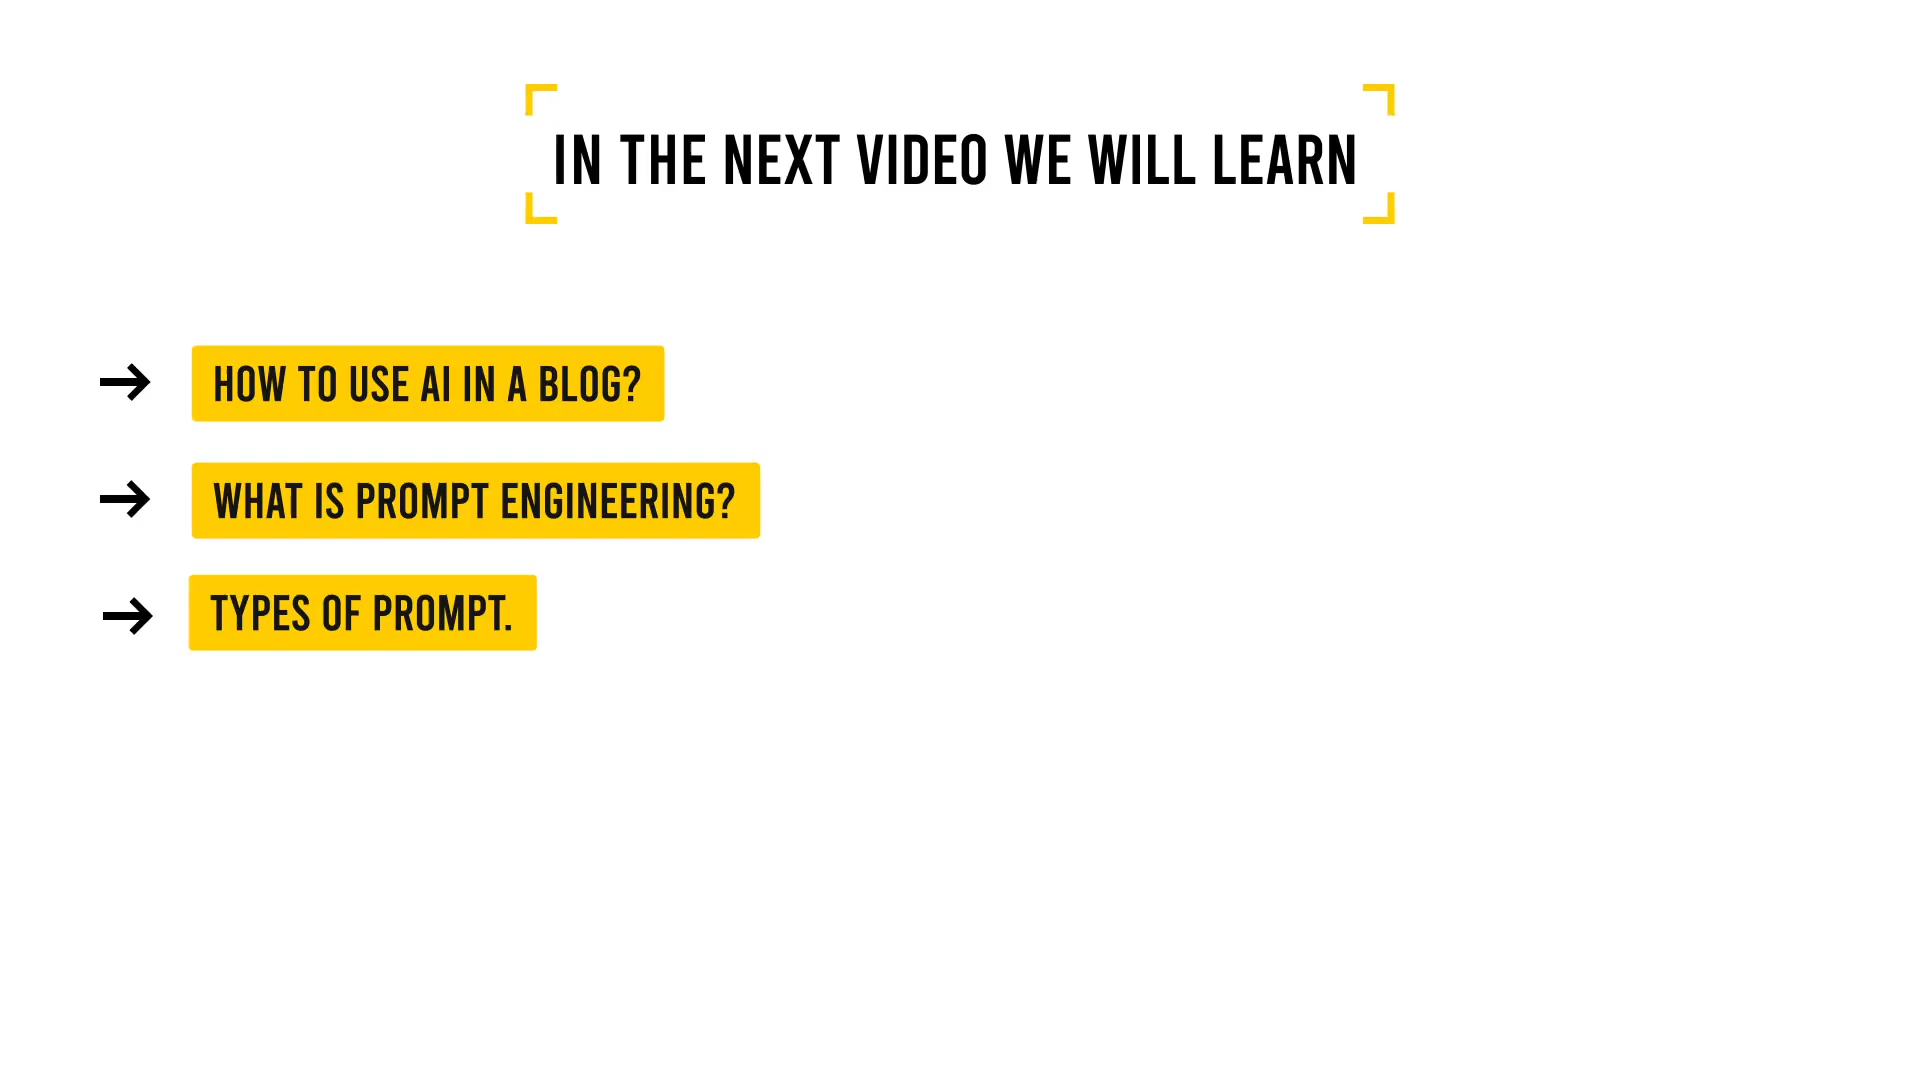 IN THE NEXT VIDEO WE WILL LEARN
HOW TO USE AI IN A BLOG?
WHAT IS PROMPT ENGINEERING?
TYPES OF PROMPT.